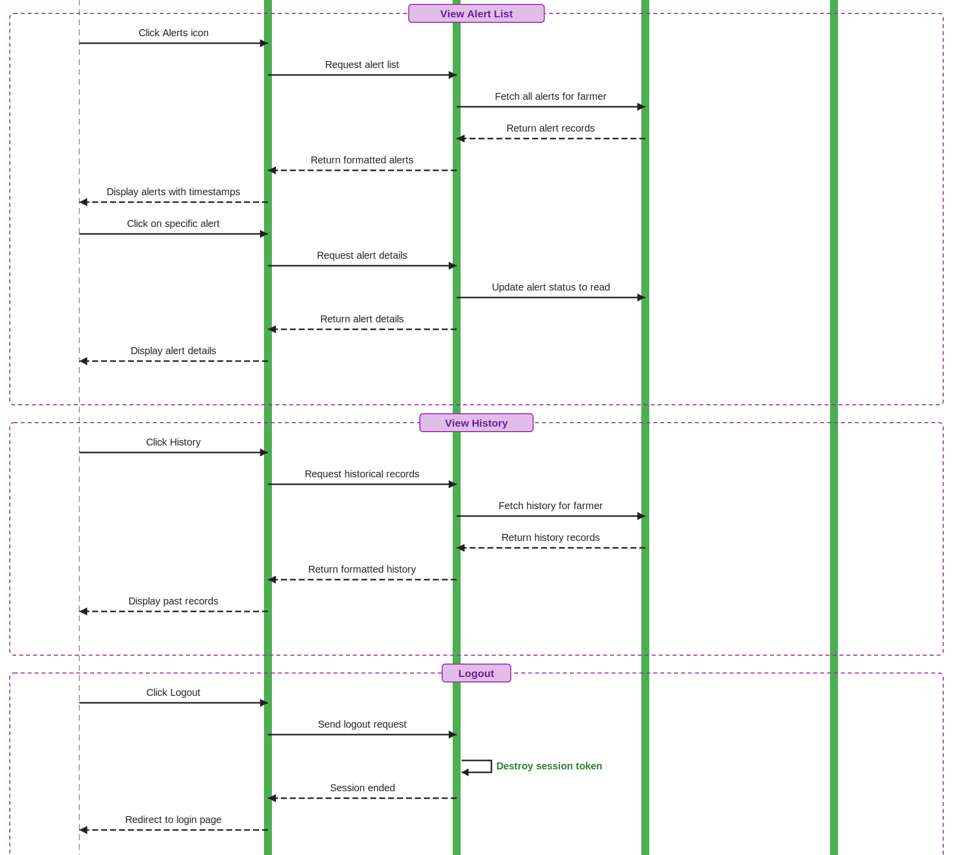 View Alert List
Click Alerts icon
Request alert list
Fetch all alerts for farmer
Return alert records
Return formatted alerts
Display alerts with timestamps
Click on specific alert
Request alert details
Update alert status to read
Return alert details
Display alert details
View History
Click History
Request historical records
Fetch history for farmer
Return history records
Return formatted history
Display past records
Logout
Click Logout
Send logout request
Destroy session token
Session ended
Redirect to login page